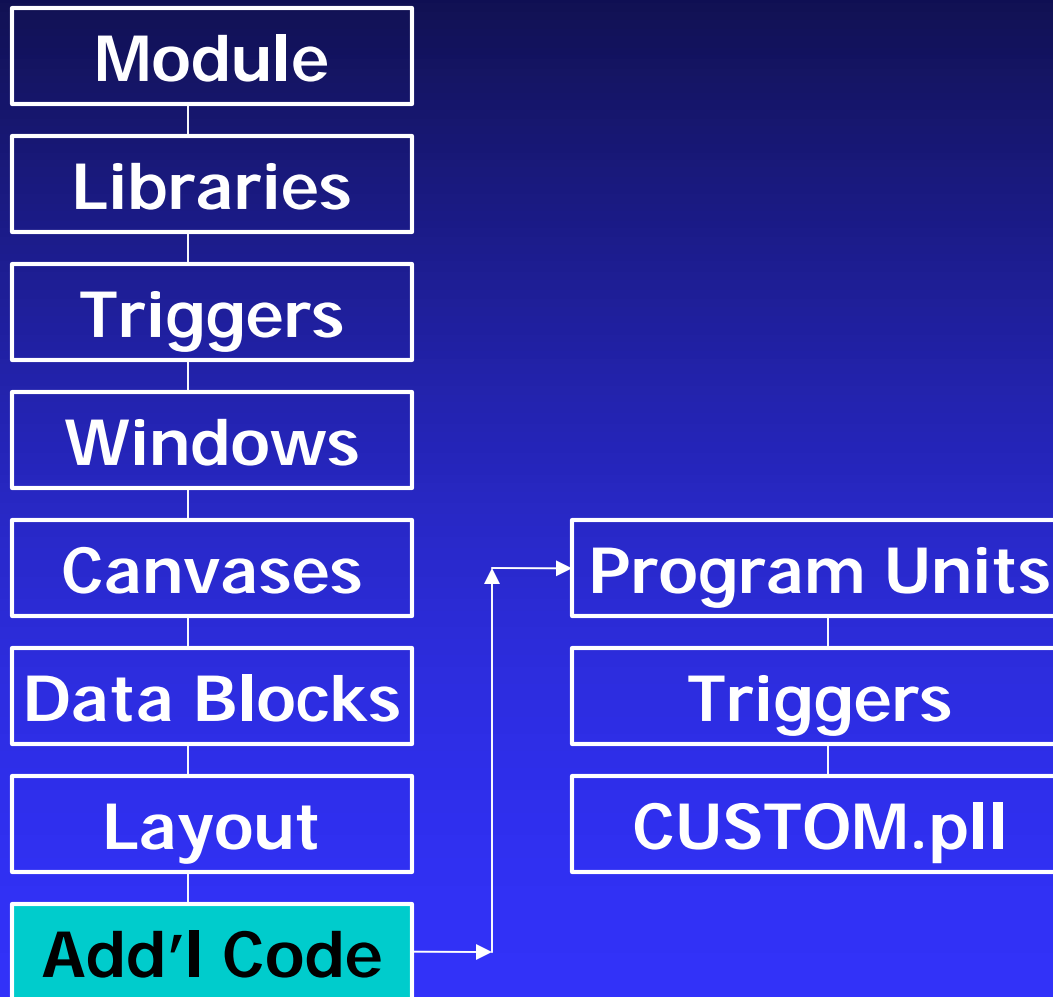 Module
Libraries
Triggers
Windows
Canvases
Data Blocks
Layout
Add'l Code
Program Units
Triggers
CUSTOM.pll